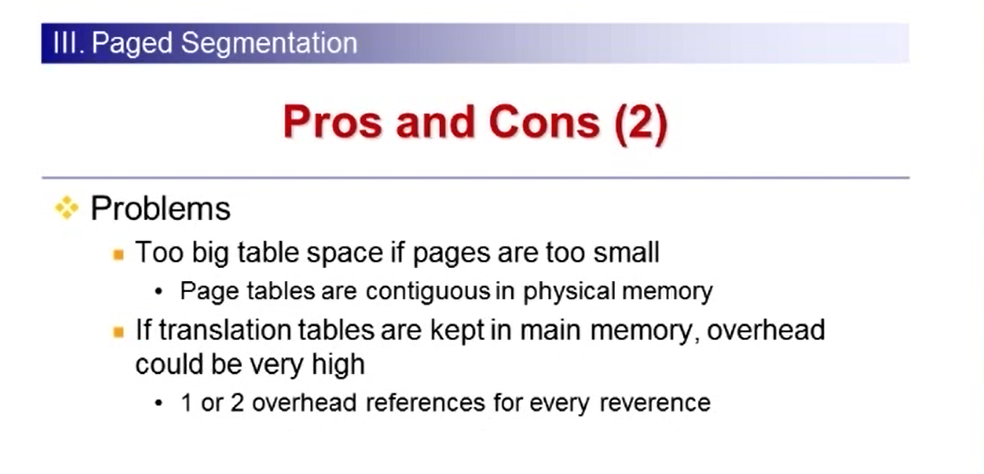 III. Paged Segmentation
Pros and Cons (2)
Problems
Too big table space if pages are too small
• Page tables are contiguous in physical memory
If translation tables are kept in main memory, overhead
could be very high
• 1 or 2 overhead references for every reverence